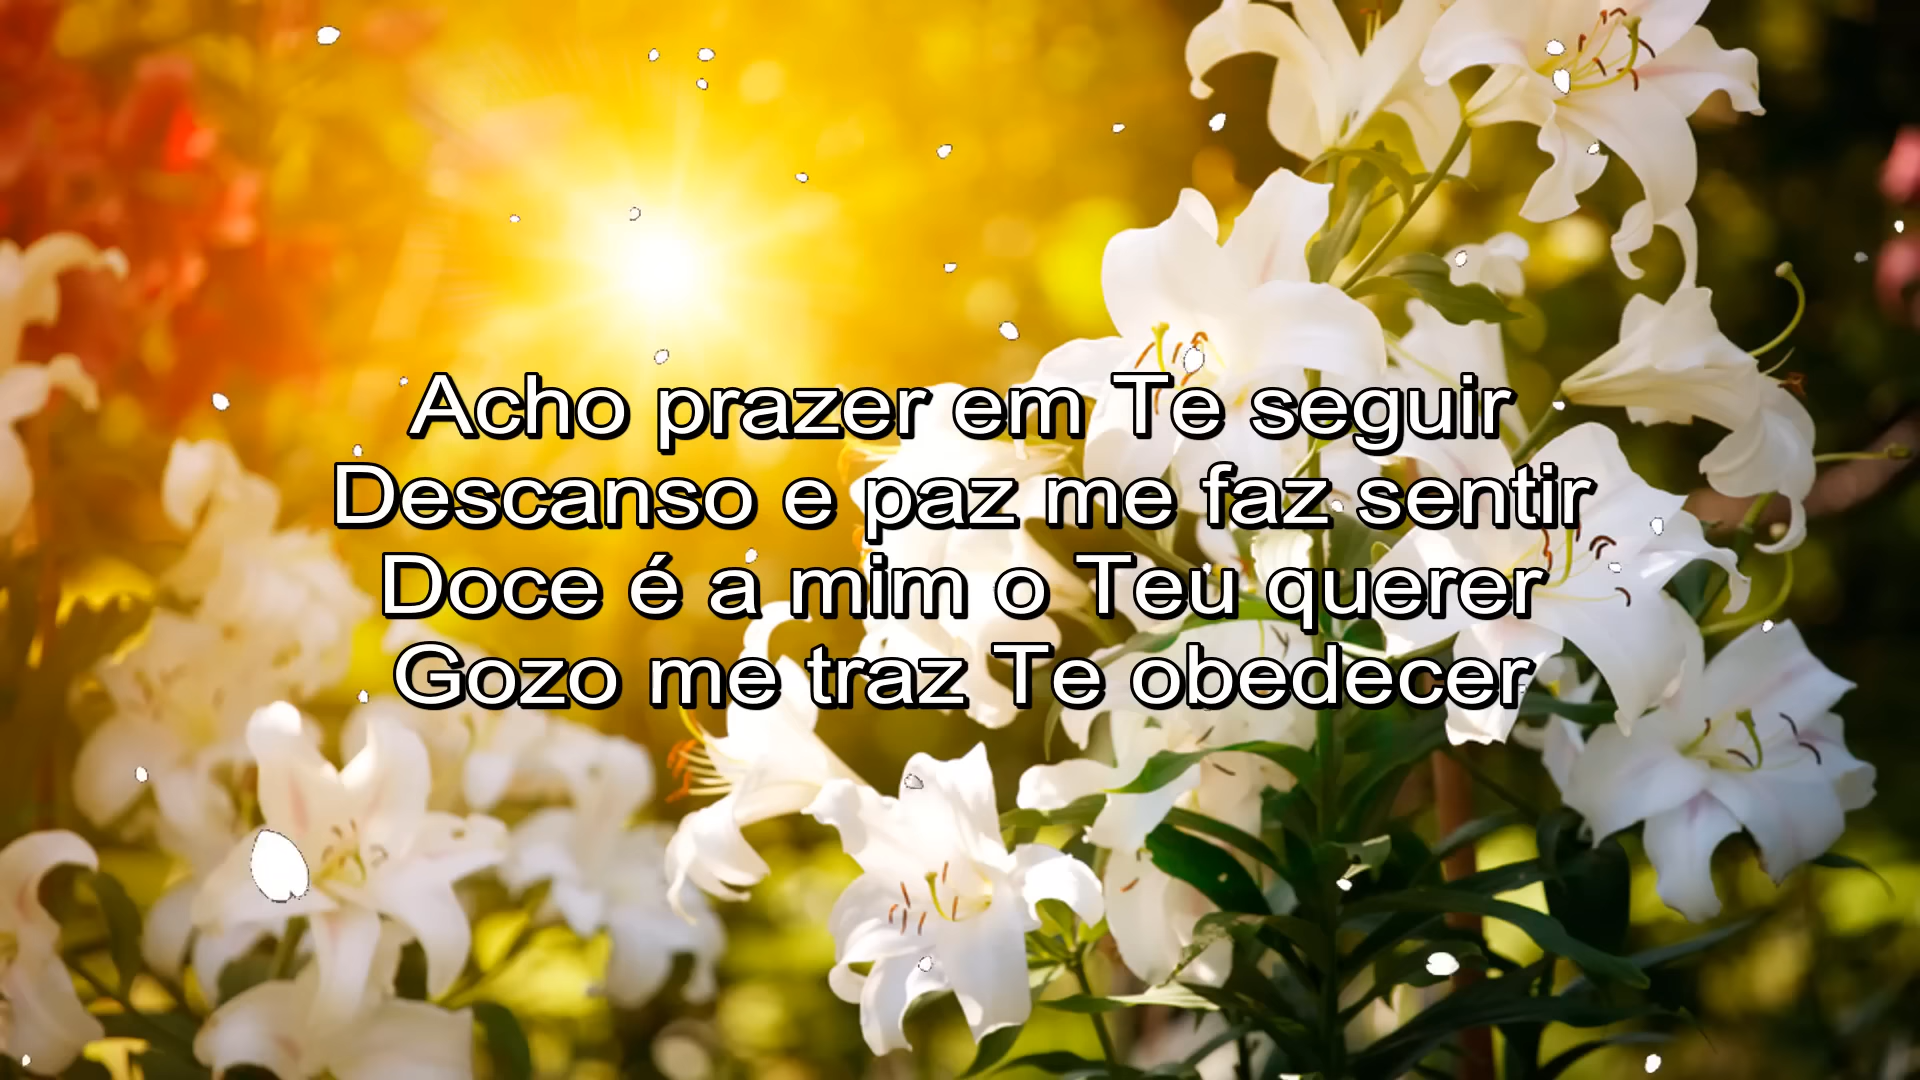 Acho prazer em Te seguir
Descanso e paz me faz sentir
Doce é a mim o Teu querer
Gozo me traz Te obedecer